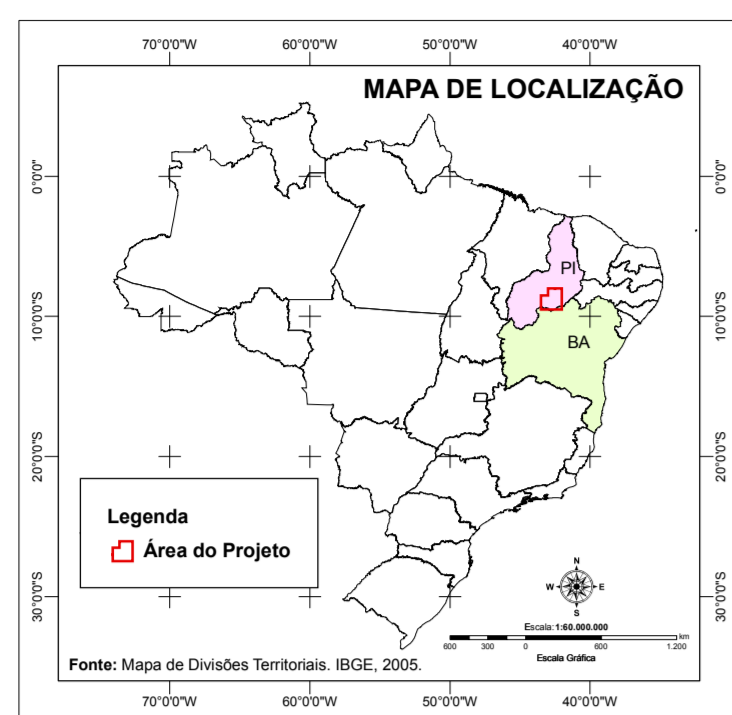 70°0'0"W 60°0'0"W 50°0'0"W 40°0'0"W
MAPA DE LOCALIZAÇÃO
0°0'0" 0°0'0"
PI
10°0'0"S 10°0'0"S
BA
20°0'0"S 20°0'0"S
Legenda
Área do Projeto
N
W E
S
30°0'0"S 30°0'0"S
Escala: 1:60.000.000
km
600 300 0 600 1.200
Escala Gráfica
Fonte: Mapa de Divisões Territoriais. IBGE, 2005.
70°0'0"W 60°0'0"W 50°0'0"W 40°0'0"W